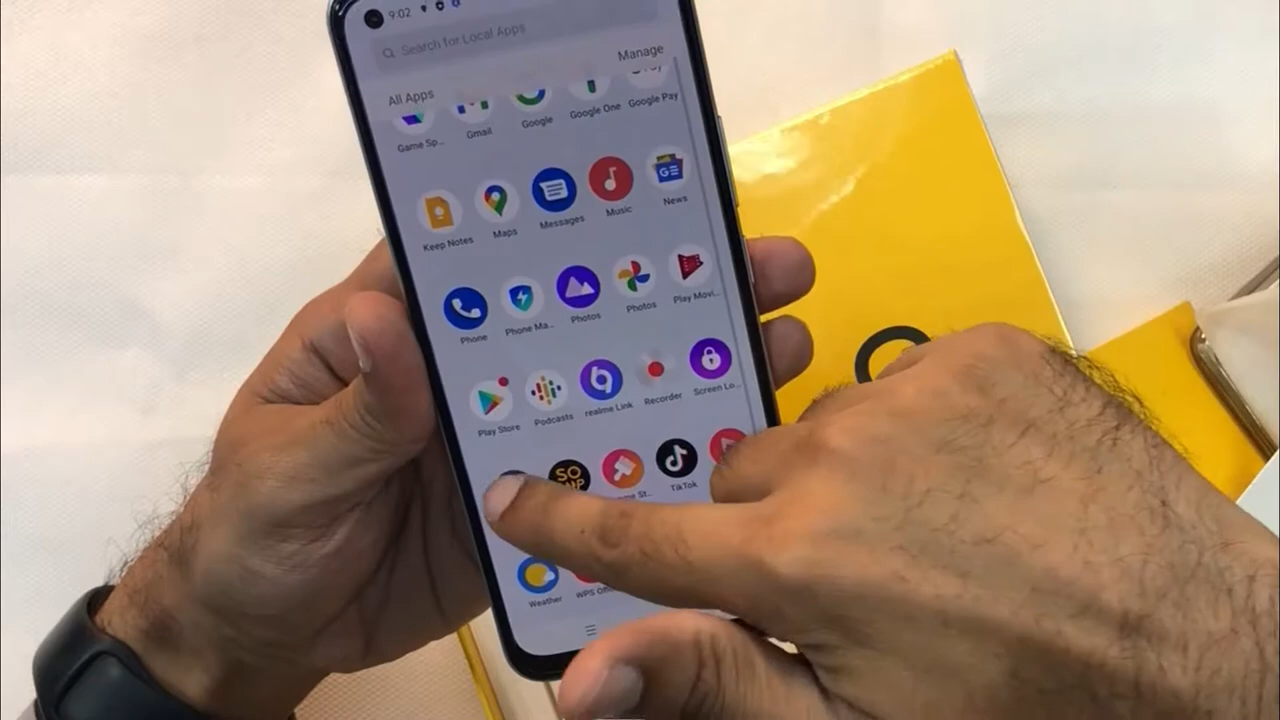 9:02
Search for Local Apps
Manage
All Apps
Game Sp...
Gmail
Google
Google One
Google Pay
Keep Notes
Maps
Messages
Music
News
Phone
Phone Ma...
Photos
Photos
Play Movi...
Play Store
Podcasts
realme Link
Recorder
Screen Lo...
SO
TikTok
Weather